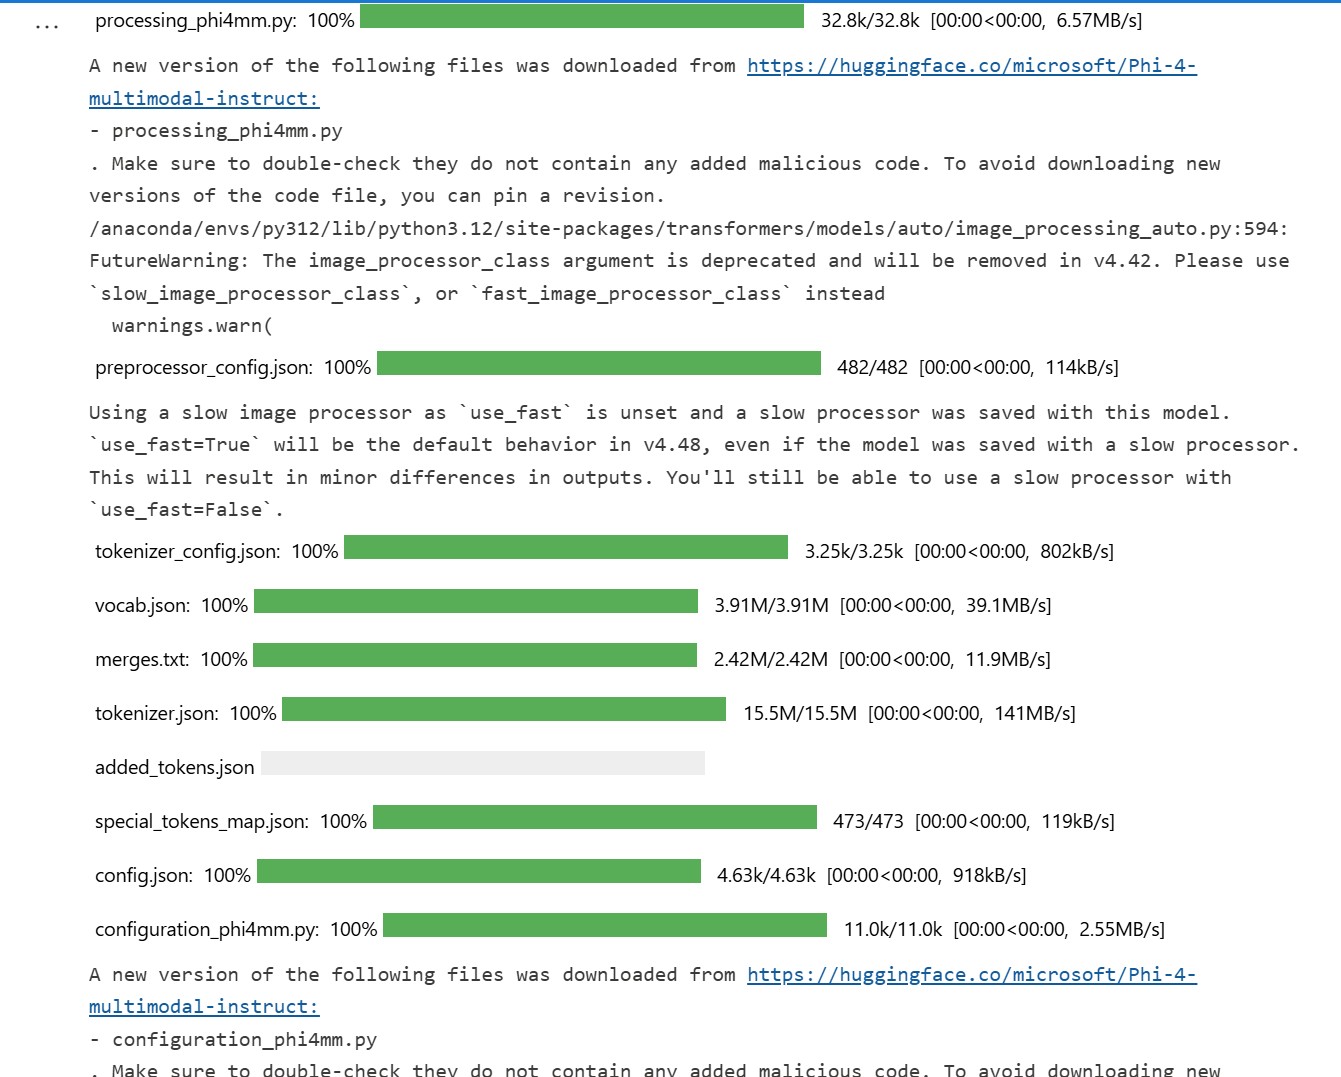 ... processing_phi4mm.py: 100% 32.8k/32.8k [00:00<00:00, 6.57MB/s]
A new version of the following files was downloaded from https://huggingface.co/microsoft/Phi-4-
multimodal-instruct:
- processing_phi4mm.py
. Make sure to double-check they do not contain any added malicious code. To avoid downloading new
versions of the code file, you can pin a revision.
/anaconda/envs/py312/lib/python3.12/site-packages/transformers/models/auto/image_processing_auto.py:594:
FutureWarning: The image_processor_class argument is deprecated and will be removed in v4.42. Please use
`slow_image_processor_class`, or `fast_image_processor_class` instead
  warnings.warn(
preprocessor_config.json: 100% 482/482 [00:00<00:00, 114kB/s]
Using a slow image processor as `use_fast` is unset and a slow processor was saved with this model.
`use_fast=True` will be the default behavior in v4.48, even if the model was saved with a slow processor.
This will result in minor differences in outputs. You'll still be able to use a slow processor with
`use_fast=False`.
tokenizer_config.json: 100% 3.25k/3.25k [00:00<00:00, 802kB/s]
vocab.json: 100% 3.91M/3.91M [00:00<00:00, 39.1MB/s]
merges.txt: 100% 2.42M/2.42M [00:00<00:00, 11.9MB/s]
tokenizer.json: 100% 15.5M/15.5M [00:00<00:00, 141MB/s]
added_tokens.json
special_tokens_map.json: 100% 473/473 [00:00<00:00, 119kB/s]
config.json: 100% 4.63k/4.63k [00:00<00:00, 918kB/s]
configuration_phi4mm.py: 100% 11.0k/11.0k [00:00<00:00, 2.55MB/s]
A new version of the following files was downloaded from https://huggingface.co/microsoft/Phi-4-
multimodal-instruct:
- configuration_phi4mm.py
. Make sure to double-check they do not contain any added malicious code. To avoid downloading new